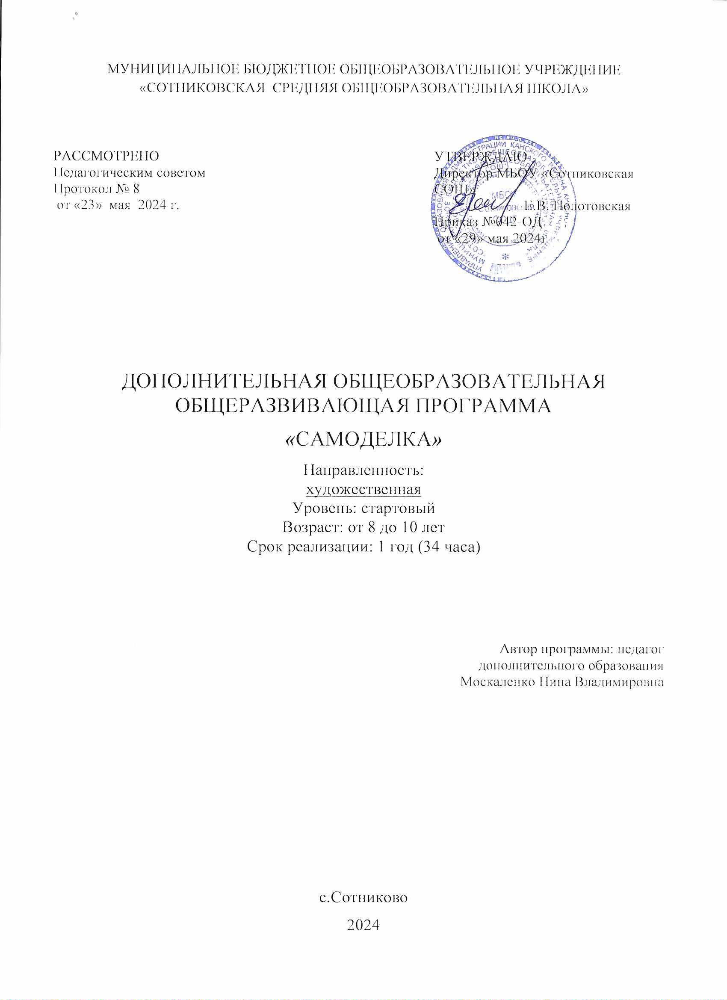 МУНИЦИПАЛЬНОЕ БЮДЖЕТНОЕ ОБЩЕОБРАЗОВАТЕЛЬНОЕ УЧРЕЖДЕНИЕ
«СОТНИКОВСКАЯ СРЕДНЯЯ ОБЩЕОБРАЗОВАТЕЛЬНАЯ ШКОЛА»
РАССМОТРЕНО
Педагогическим советом
Протокол № 8
от «23» мая 2024 г.
УТВЕРЖДАЮ
Директор МБОУ «Сотниковская
СОШ»
Е.В. Полотовская
Приказ №042-ОД
от «29» мая 2024г
ДОПОЛНИТЕЛЬНАЯ ОБЩЕОБРАЗОВАТЕЛЬНАЯ
ОБЩЕРАЗВИВАЮЩАЯ ПРОГРАММА
«САМОДЕЛКА»
Направленность:
художественная
Уровень: стартовый
Возраст: от 8 до 10 лет
Срок реализации: 1 год (34 часа)
Автор программы: педагог
дополнительного образования
Москаленко Нина Владимировна
с.Сотниково
2024